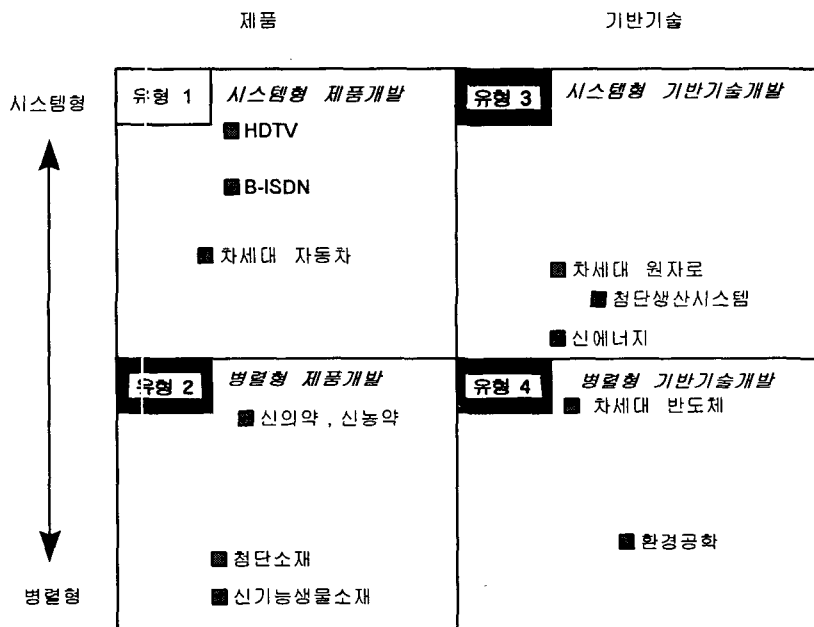 제품 기반기술
시스템형
유형 1 시스템형 제품개발
HDTV
B-ISDN
차세대 자동차
유형 3 시스템형 기반기술개발
차세대 원자로
첨단생산시스템
신에너지
유형 2 병렬형 제품개발
신의약 , 신농약
첨단소재
신기능생물소재
유형 4 병렬형 기반기술개발
차세대 반도체
환경공학
병렬형